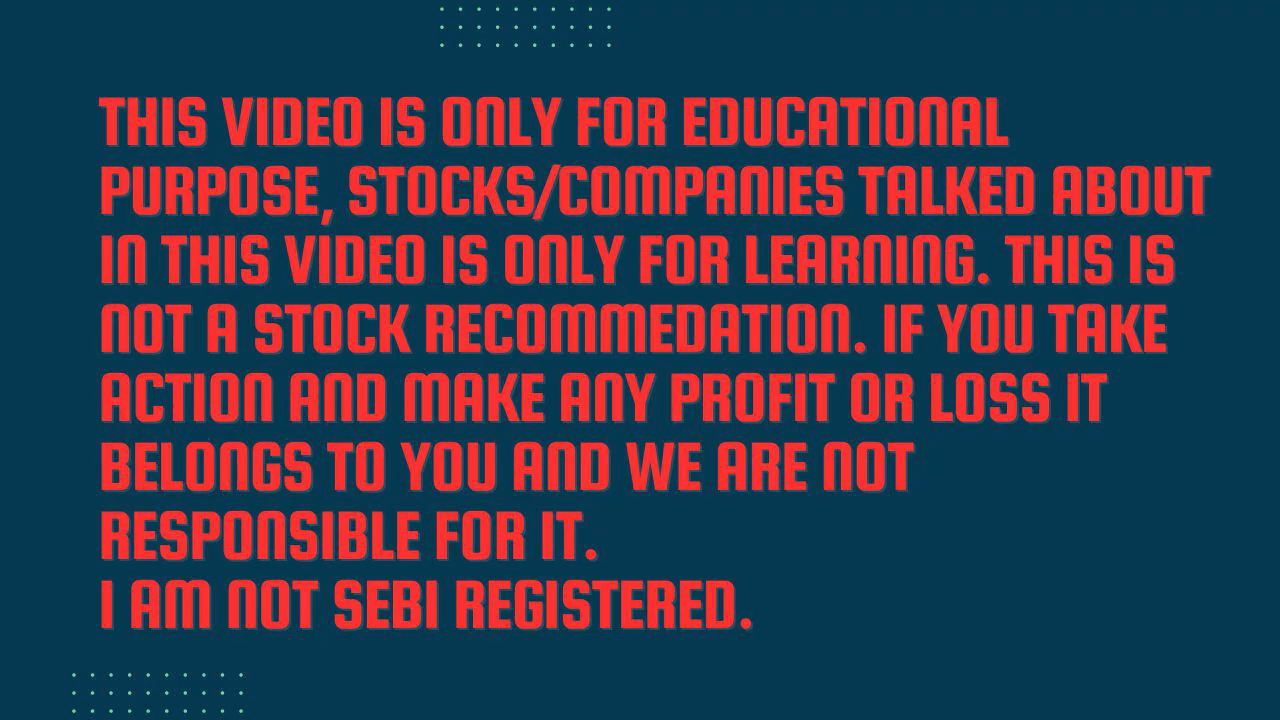 THIS VIDEO IS ONLY FOR EDUCATIONAL
PURPOSE, STOCKS/COMPANIES TALKED ABOUT
IN THIS VIDEO IS ONLY FOR LEARNING. THIS IS
NOT A STOCK RECOMMEDATION. IF YOU TAKE
ACTION AND MAKE ANY PROFIT OR LOSS IT
BELONGS TO YOU AND WE ARE NOT
RESPONSIBLE FOR IT.
I AM NOT SEBI REGISTERED.